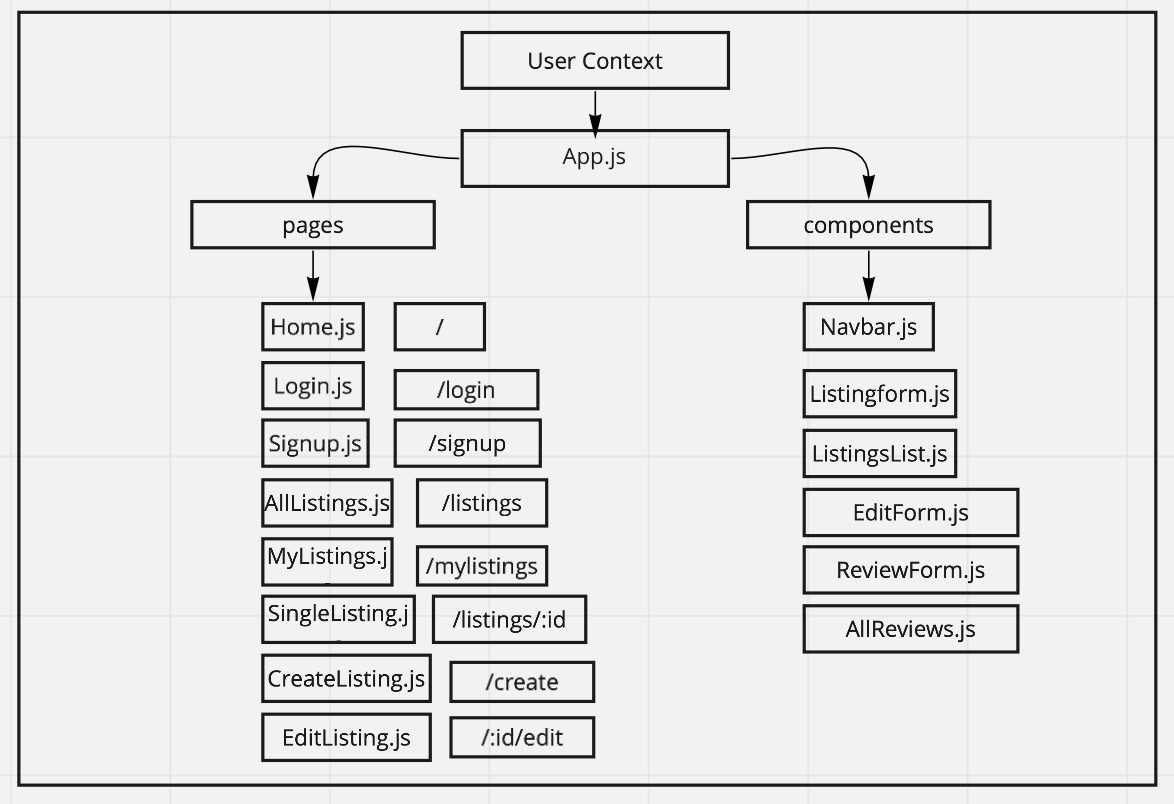 User Context
App.js
pages
components
Home.js
/
Navbar.js
Login.js
/login
Listingform.js
Signup.js
/signup
ListingsList.js
AllListings.js
/listings
EditForm.js
MyListings.j
/mylistings
ReviewForm.js
SingleListing.j
/listings/:id
AllReviews.js
CreateListing.js
/create
EditListing.js
/:id/edit